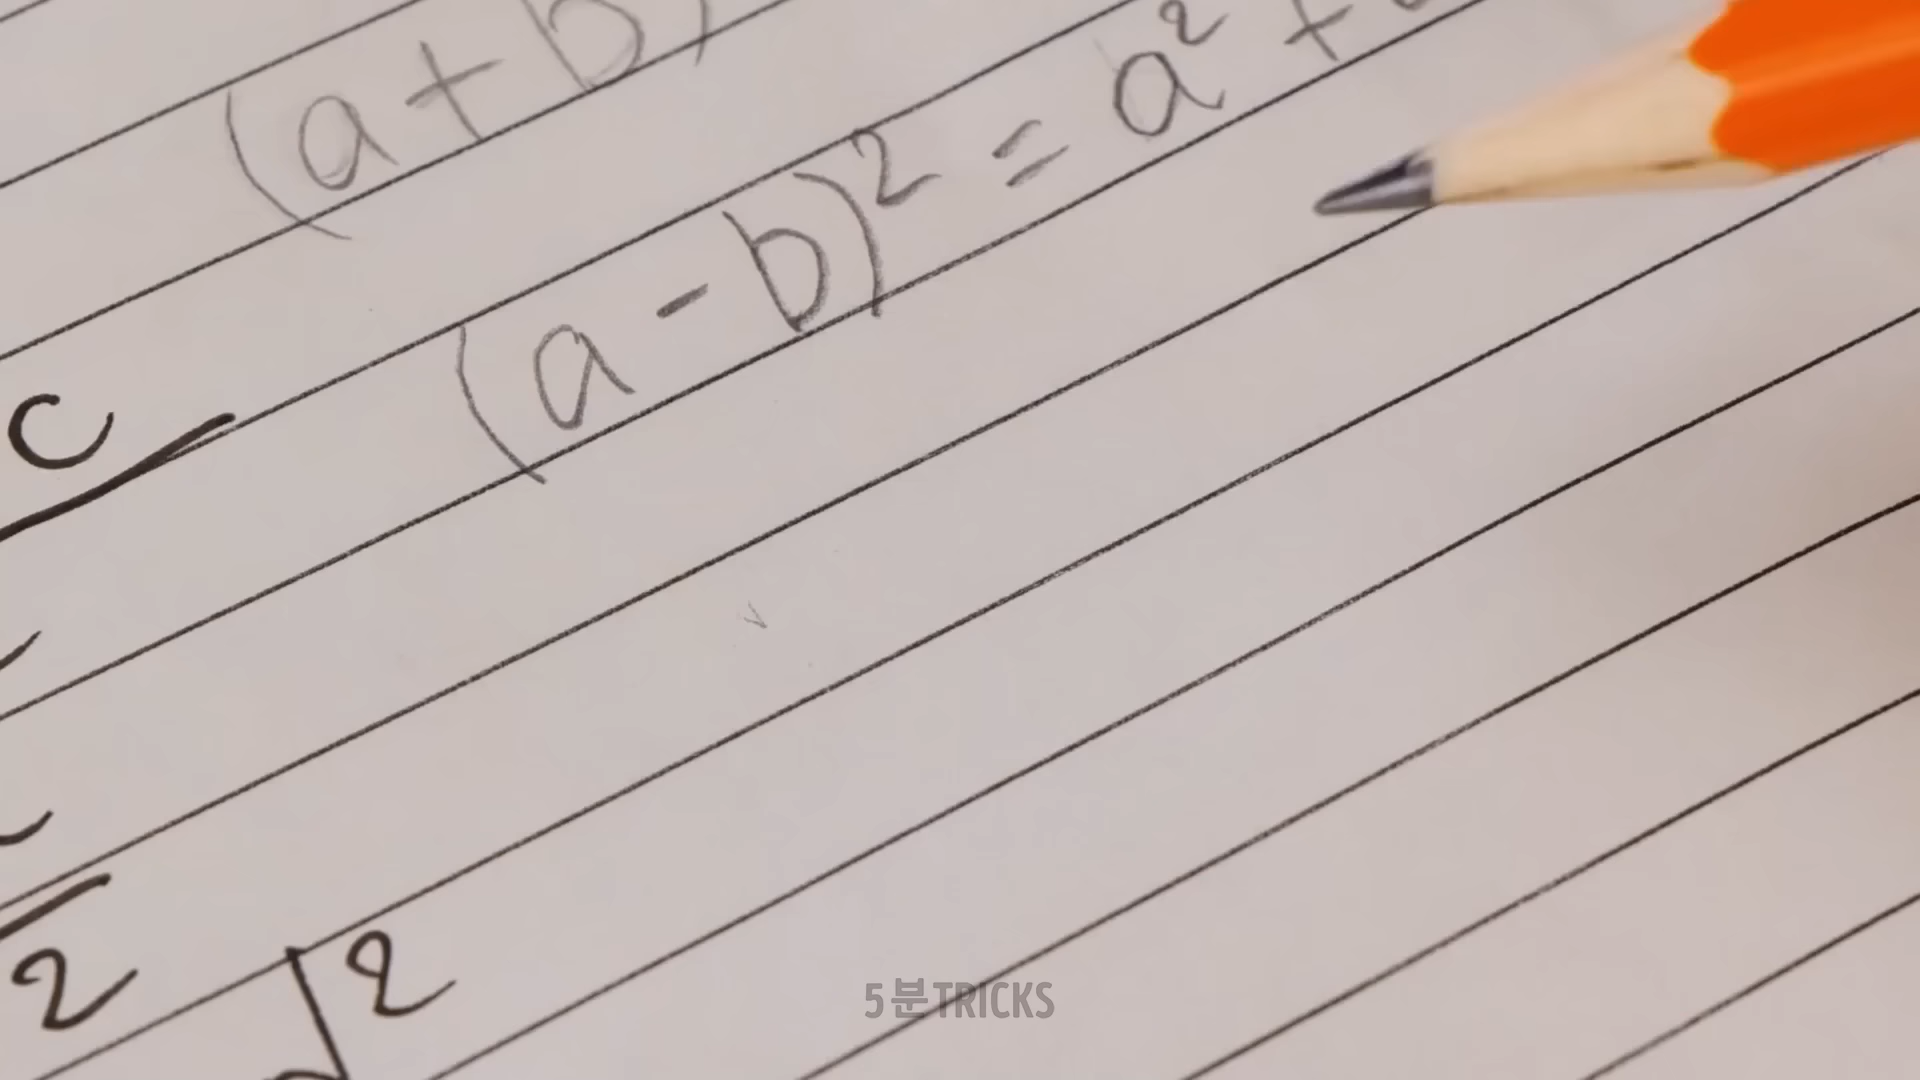 (a + b)
(a - b)² = a² +
c
2
2
5분TRICKS